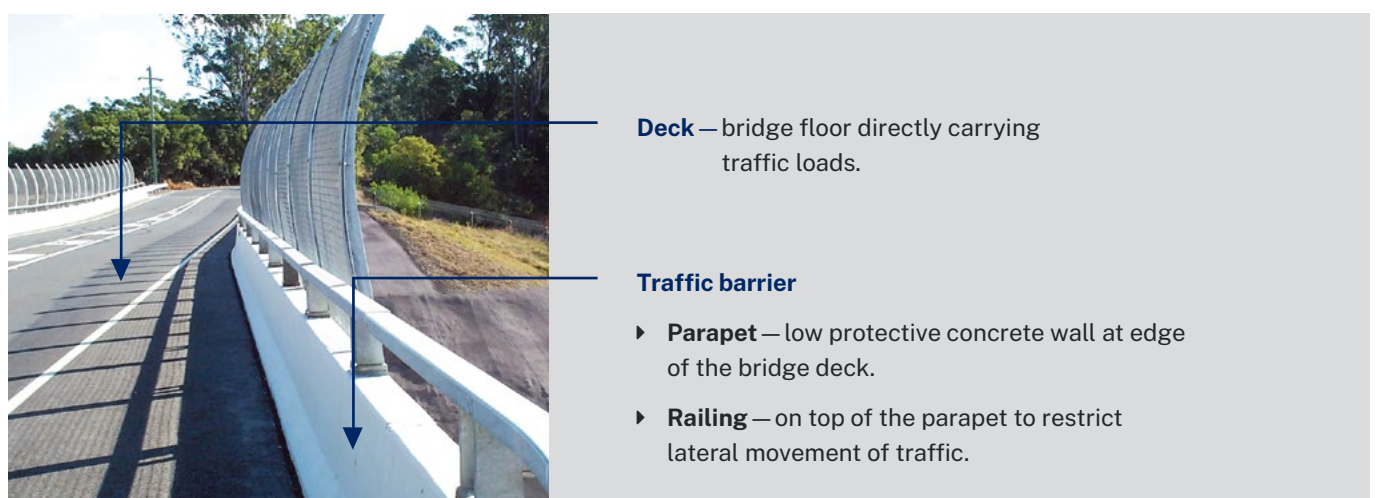 Deck — bridge floor directly carrying
traffic loads.
Traffic barrier
Parapet — low protective concrete wall at edge
of the bridge deck.
Railing — on top of the parapet to restrict
lateral movement of traffic.